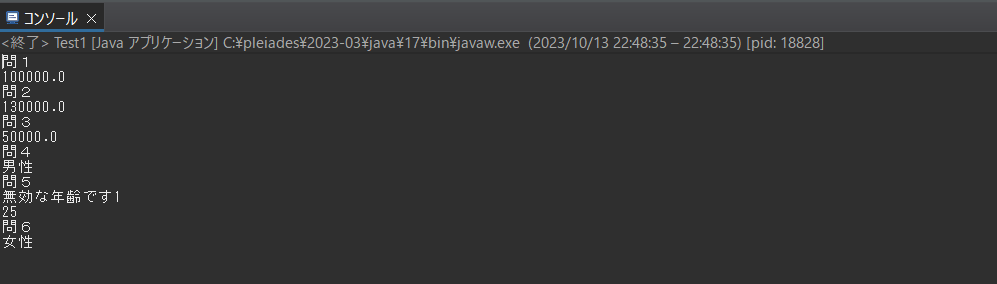 コンソール ×
<終了> Test1 [Java アプリケーション] C:¥pleiades¥2023-03¥java¥17¥bin¥javaw.exe (2023/10/13 22:48:35 – 22:48:35) [pid: 18828]
問１
100000.0
問２
130000.0
問３
50000.0
問４
男性
問５
無効な年齢です1
25
問６
女性